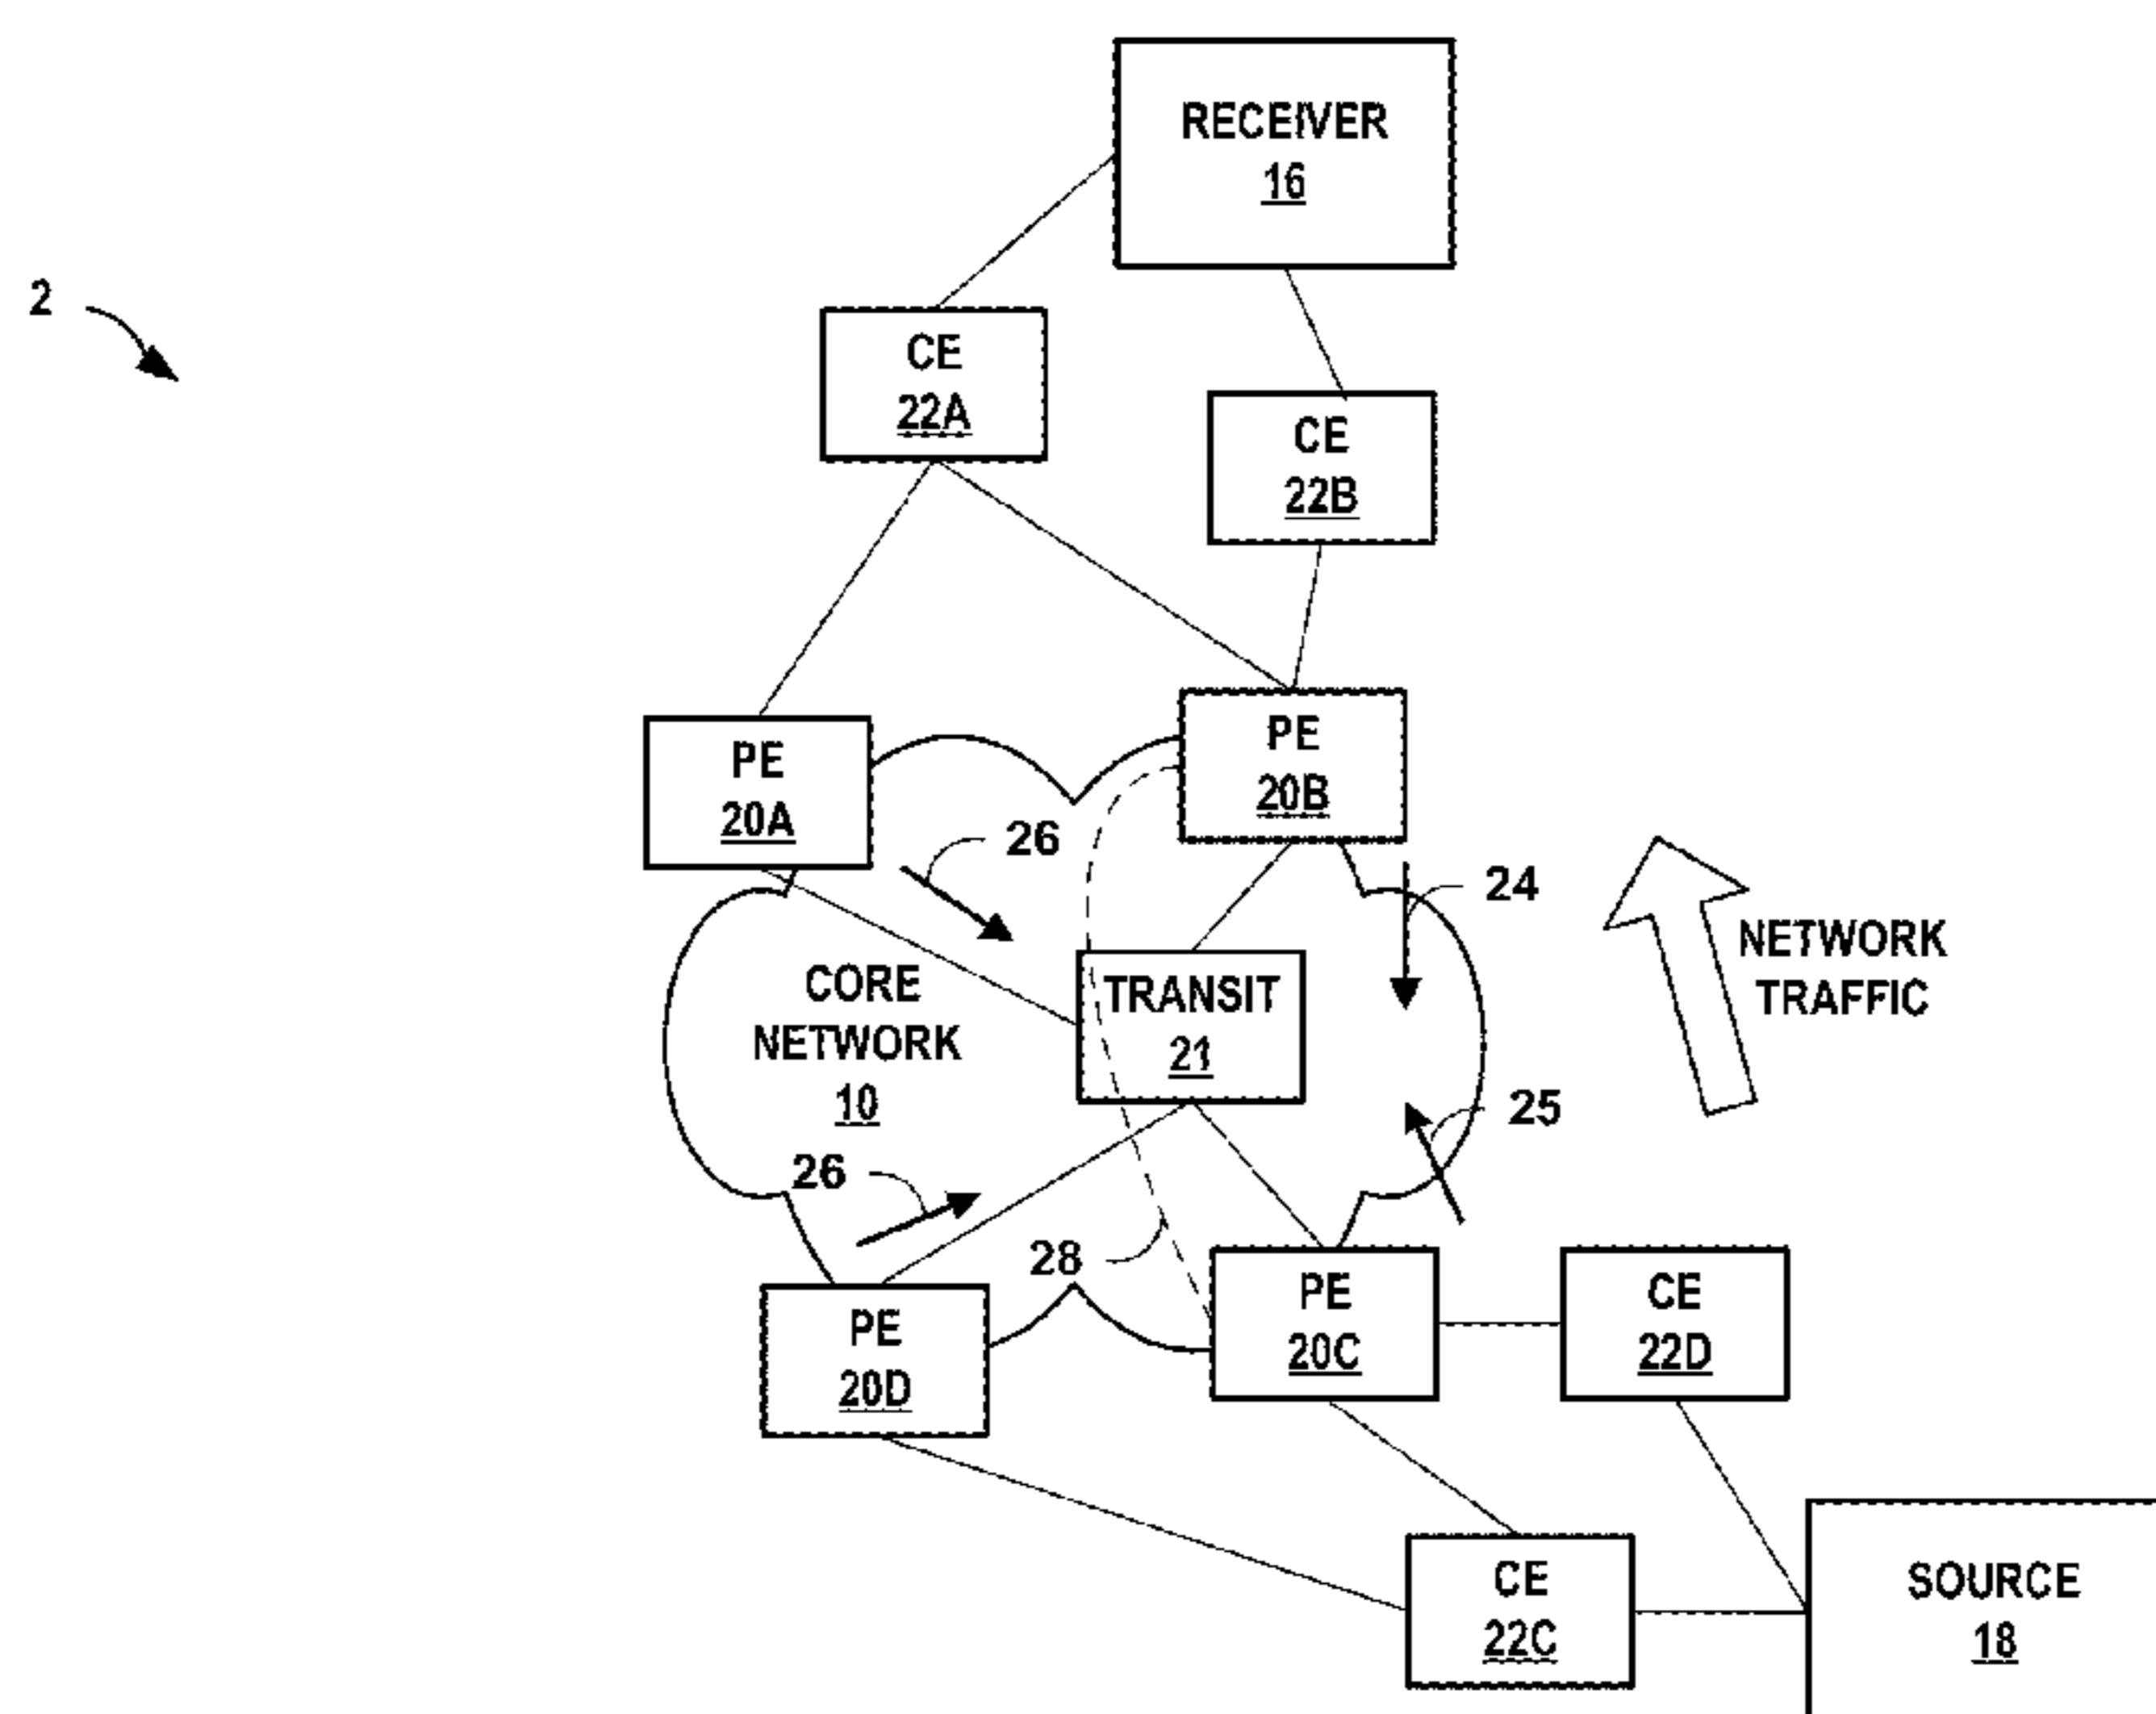 RECEIVER
16
2
CE
22A
CE
22B
PE
20A
PE
20B
26
24
NETWORK
TRAFFIC
CORE
NETWORK
10
TRANSIT
21
25
26
28
PE
20D
PE
20C
CE
22D
CE
22C
SOURCE
18